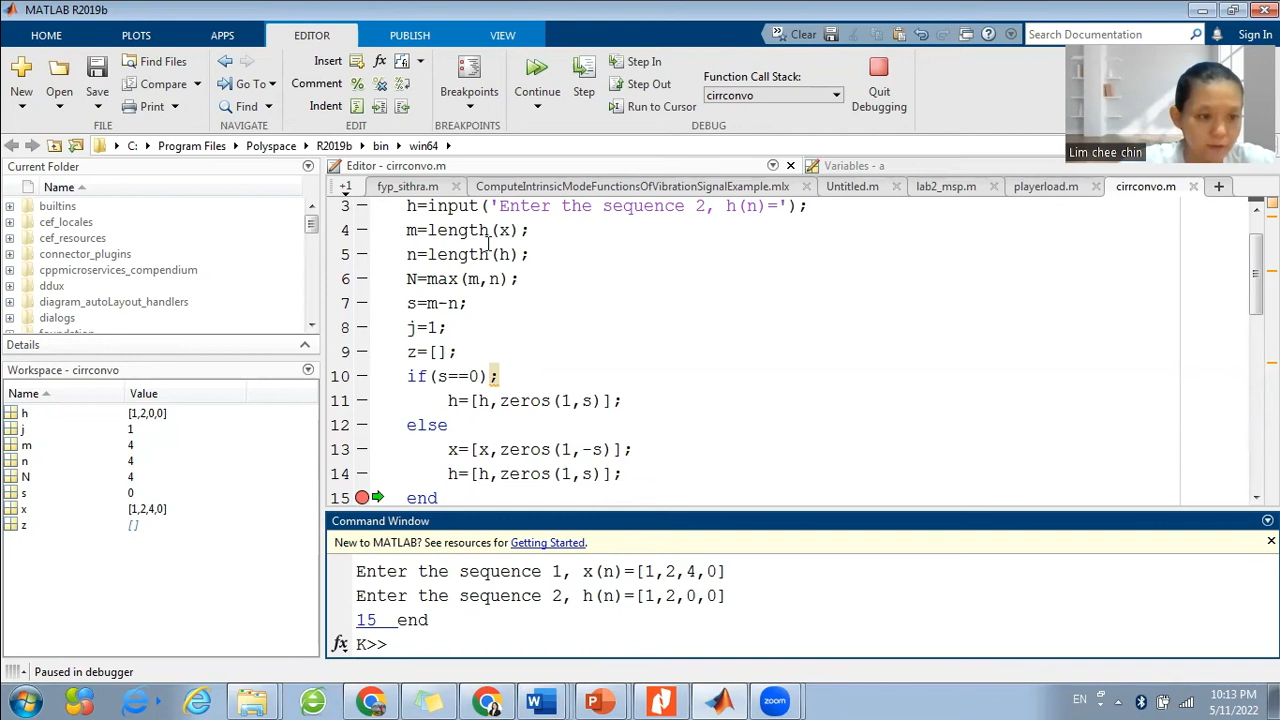 MATLAB R2019b
HOME PLOTS APPS EDITOR PUBLISH VIEW Clear Search Documentation Sign In
New Open Save Find Files Compare Print Go To Find Insert Comment Indent Breakpoints Continue Step Step In Step Out Run to Cursor Function Call Stack: cirrconvo Quit Debugging
FILE NAVIGATE EDIT BREAKPOINTS DEBUG
Lim chee chin
C: Program Files Polyspace R2019b bin win64
Current Folder
Name
builtins
cef_locales
cef_resources
connector_plugins
cppmicroservices_compendium
ddux
diagram_autoLayout_handlers
dialogs
foundation
Details
Workspace - cirrconvo
Name Value
h [1,2,0,0]
j 1
m 4
n 4
N 4
s 0
x [1,2,4,0]
z []
Editor - cirrconvo.m Variables - a
+1 fyp_sithra.m ComputeIntrinsicModeFunctionsOfVibrationSignalExample.mlx Untitled.m lab2_msp.m playerload.m cirrconvo.m
3 h=input('Enter the sequence 2, h(n)=');
4 m=length(x);
5 n=length(h);
6 N=max(m,n);
7 s=m-n;
8 j=1;
9 z=[];
10 if(s==0);
11 h=[h,zeros(1,s)];
12 else
13 x=[x,zeros(1,-s)];
14 h=[h,zeros(1,s)];
15 end
Command Window
New to MATLAB? See resources for Getting Started.
Enter the sequence 1, x(n)=[1,2,4,0]
Enter the sequence 2, h(n)=[1,2,0,0]
15 end
fx K>>
Paused in debugger
EN 10:13 PM
5/11/2022